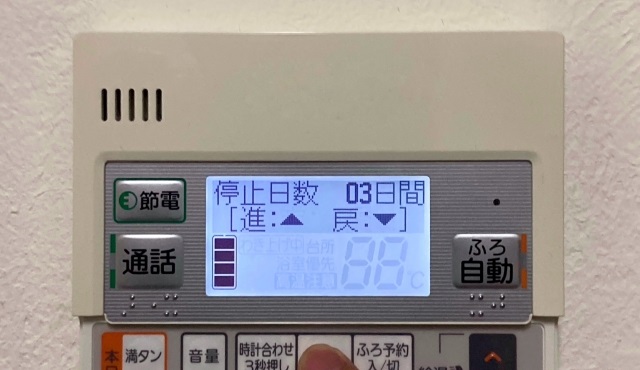 停止日数 03日間
[進:▲ 戻:▼]
節電
通話
ふろ
自動
台所
満タン
音量
時計合わせ
3秒押し
ふろ予約
入/切